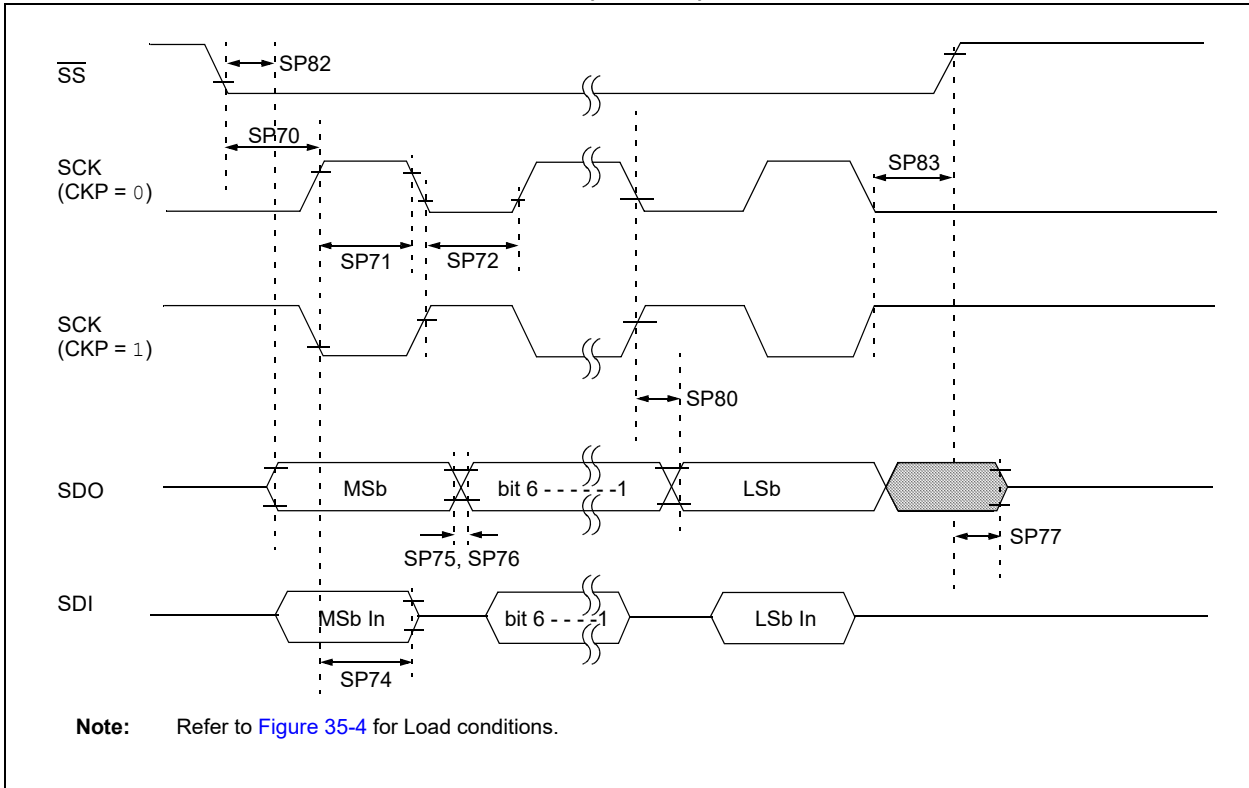 SS
SP82
SP70
SCK
(CKP = 0)
SP83
SP71
SP72
SCK
(CKP = 1)
SP80
SDO
MSb
bit 6 - - - - - -1
LSb
SP75, SP76
SP77
SDI
MSb In
bit 6 - - - -1
LSb In
SP74
Note: Refer to Figure 35-4 for Load conditions.